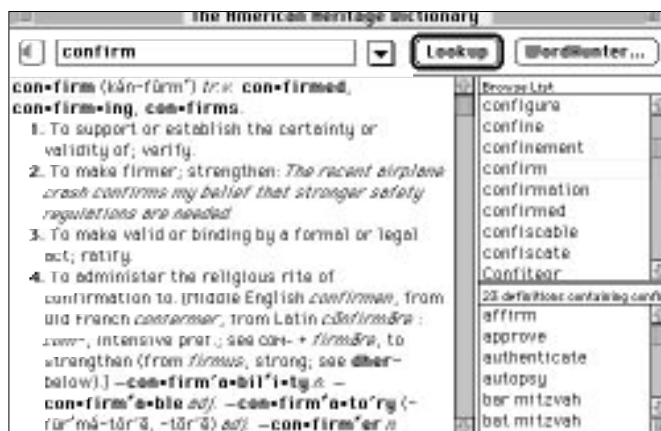 The American Heritage Dictionary
confirm
Lookup
WordHunter...
con•firm (kən-fûrm′) tr.v. con•firmed,
con•firm•ing, con•firms.
1. To support or establish the certainty or
validity of; verify.
2. To make firmer; strengthen: The recent airplane
crash confirms my belief that stronger safety
regulations are needed
3. To make valid or binding by a formal or legal
act; ratify.
4. To administer the religious rite of
confirmation to. [Middle English confirmen, from
Old French confermer, from Latin cōnfirmāre :
com-, intensive pref.; see COM- + firmāre, to
strengthen (from firmus, strong; see dher-
below).] —con•firm′a•bil′i•ty n. —
con•firm′a•ble adj. —con•firm′a•to′ry (-
fûr′mə-tôr′ē, -tōr′ē) adj. —con•firm′er n
Browse List
configure
confine
confinement
confirm
confirmation
confirmed
confiscable
confiscate
Confiteor
definitions containing
affirm
approve
authenticate
autopsy
bar mitzvah
bat mitzvah